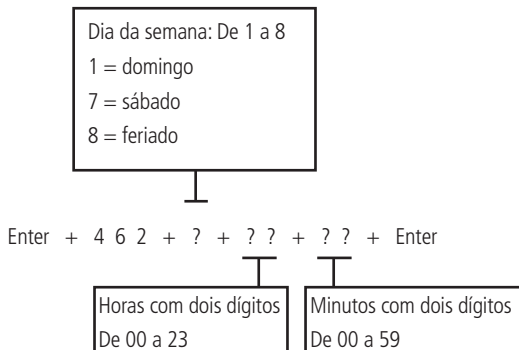 Dia da semana: De 1 a 8
1 = domingo
7 = sábado
8 = feriado
Enter + 4 6 2 + ? + ? ? + ? ? + Enter
Horas com dois dígitos
De 00 a 23
Minutos com dois dígitos
De 00 a 59